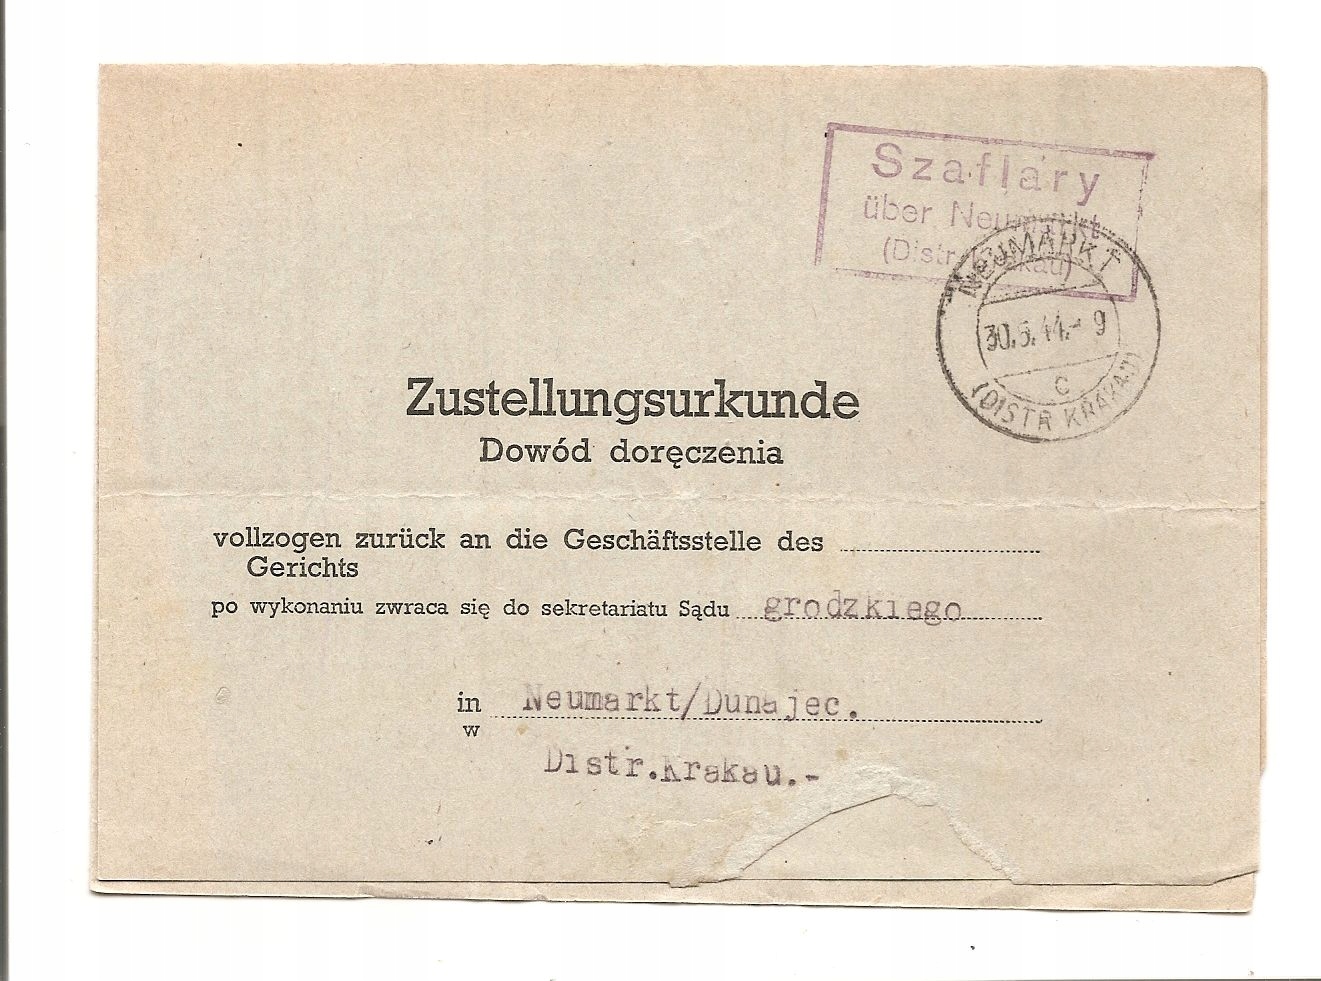 Szaflary
über Neumarkt
(Distr. Krakau)
NEUMARKT
30.5.44.- 9
c
(DISTR KRAKAU)
Zustellungsurkunde
Dowód doręczenia
vollzogen zurück an die Geschäftsstelle des
Gerichts
po wykonaniu zwraca się do sekretariatu Sądu grodzkiego
in Neumarkt/Dunajec.
w
Distr.Krakau.-